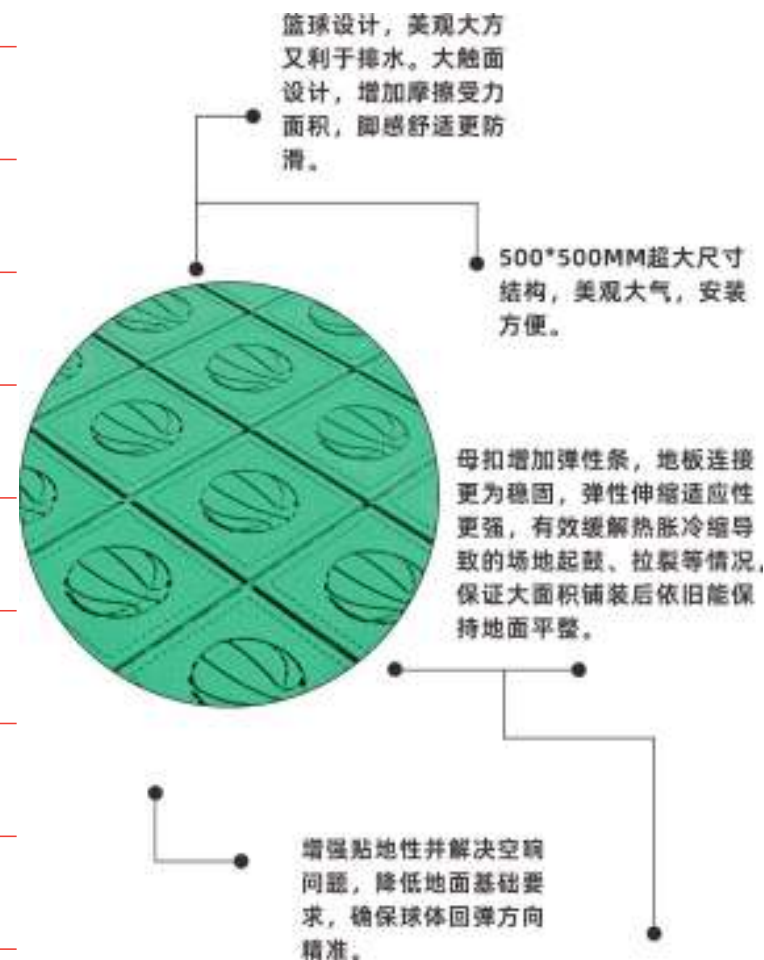 篮球设计，美观大方
又利于排水。大触面
设计，增加摩擦受力
面积，脚感舒适更防
滑。
500*500MM超大尺寸
结构，美观大气，安装
方便。
母扣增加弹性条，地板连接
更为稳固，弹性伸缩适应性
更强，有效缓解热胀冷缩导
致的场地起鼓、拉裂等情况，
保证大面积铺装后依旧能保
持地面平整。
增强贴地性并解决空响
问题，降低地面基础要
求，确保球体回弹方向
精准。